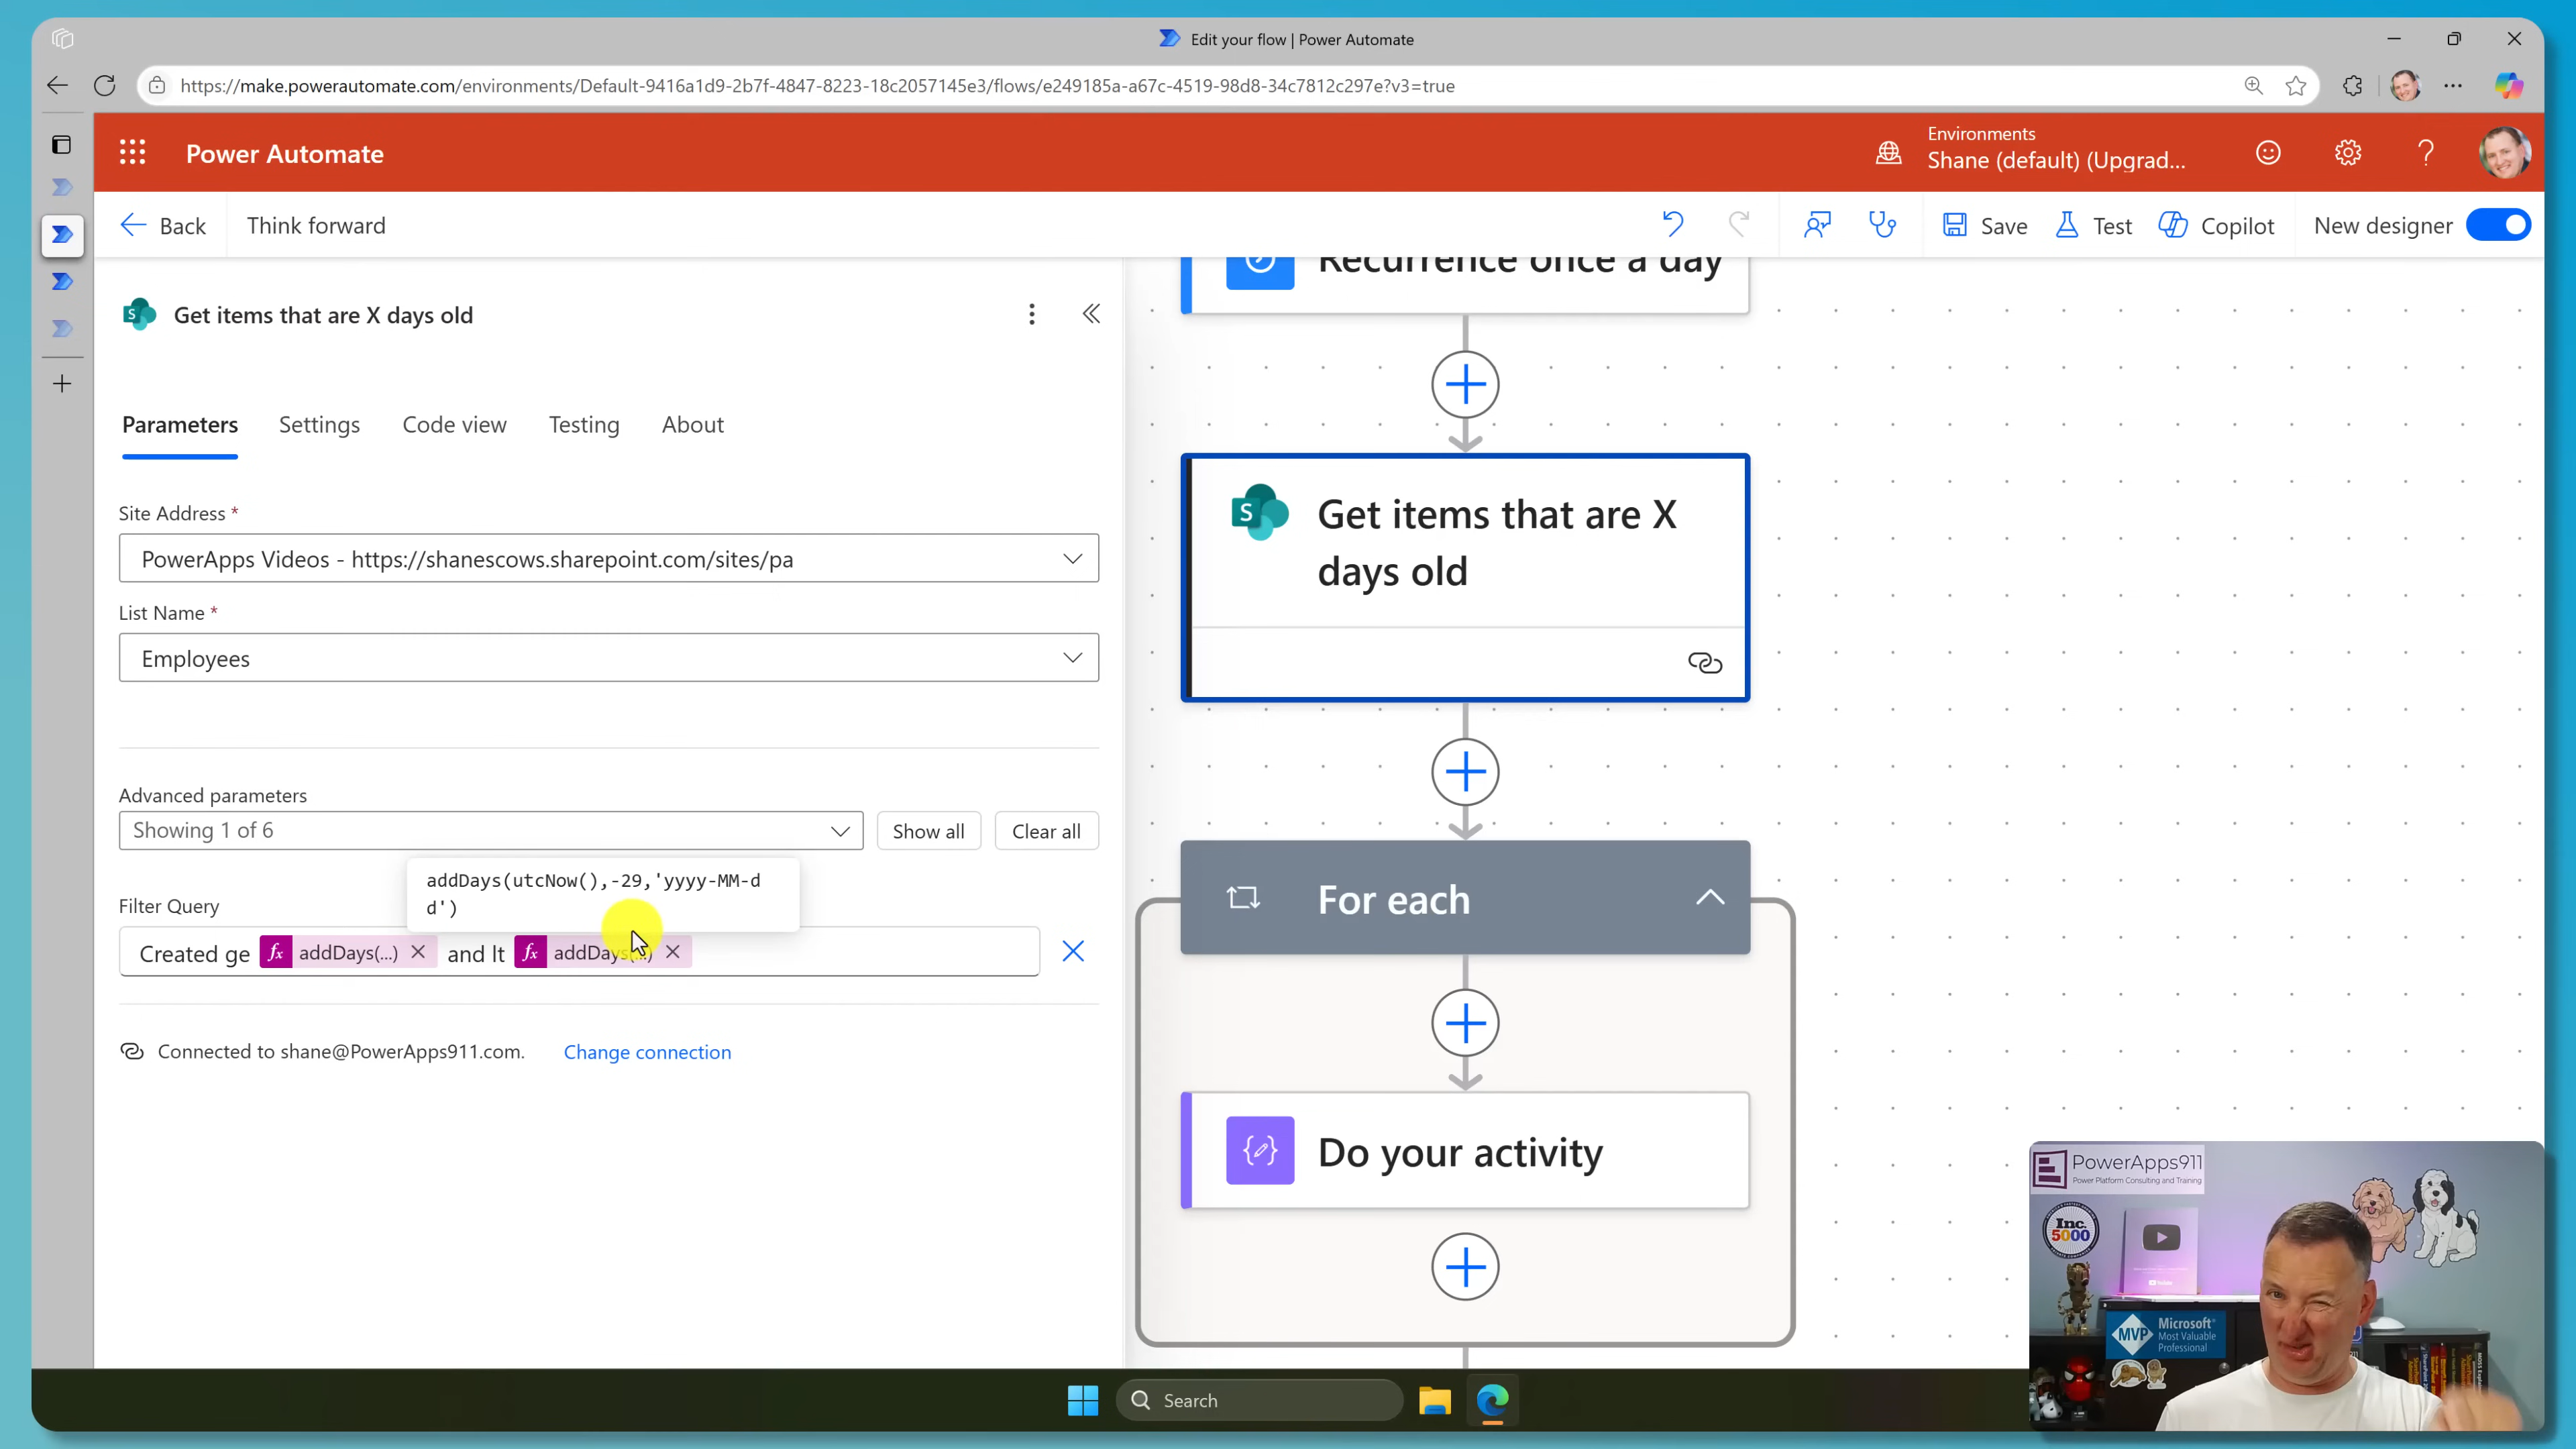 Edit your flow | Power Automate
https://make.powerautomate.com/environments/Default-9416a1d9-2b7f-4847-8223-18c2057145e3/flows/e249185a-a67c-4519-98d8-34c7812c297e?v3=true
Power Automate
Environments
Shane (default) (Upgrad...
Back
Think forward
Save
Test
Copilot
New designer
Get items that are X days old
Parameters
Settings
Code view
Testing
About
Site Address *
PowerApps Videos - https://shanescows.sharepoint.com/sites/pa
List Name *
Employees
Advanced parameters
Showing 1 of 6
Show all
Clear all
addDays(utcNow(),-29,'yyyy-MM-d
d')
Filter Query
Created ge fx addDays(...) and lt fx addDays(...)
Connected to shane@PowerApps911.com.
Change connection
Recurrence once a day
S
Get items that are X
days old
For each
Do your activity
PowerApps911
Power Platform Consulting and Training
Inc.
5000
MVP
Microsoft
Most Valuable
Professional
Search